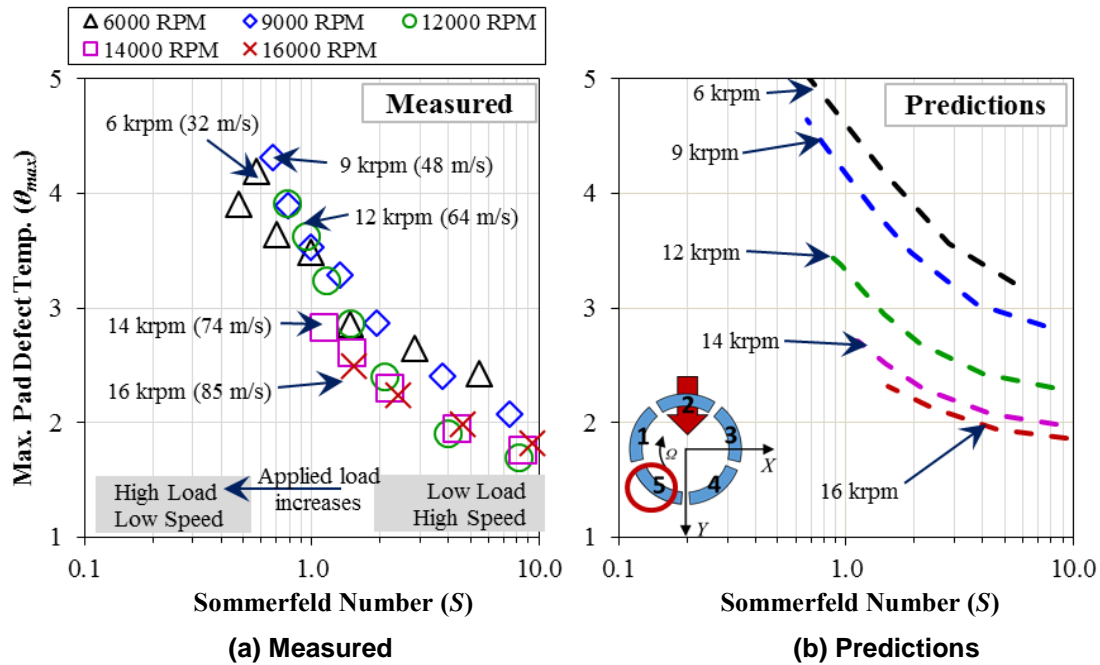 6000 RPM 9000 RPM 12000 RPM
14000 RPM 16000 RPM
Max. Pad Defect Temp. (θmax)
5
4
3
2
1
Measured
6 krpm (32 m/s)
9 krpm (48 m/s)
12 krpm (64 m/s)
14 krpm (74 m/s)
16 krpm (85 m/s)
High Load
Low Speed
Applied load
increases
Low Load
High Speed
0.1 1.0 10.0
Sommerfeld Number (S)
(a) Measured
5
4
3
2
1
Predictions
6 krpm
9 krpm
12 krpm
14 krpm
16 krpm
1
2
3
4
5
Ω
X
Y
0.1 1.0 10.0
Sommerfeld Number (S)
(b) Predictions